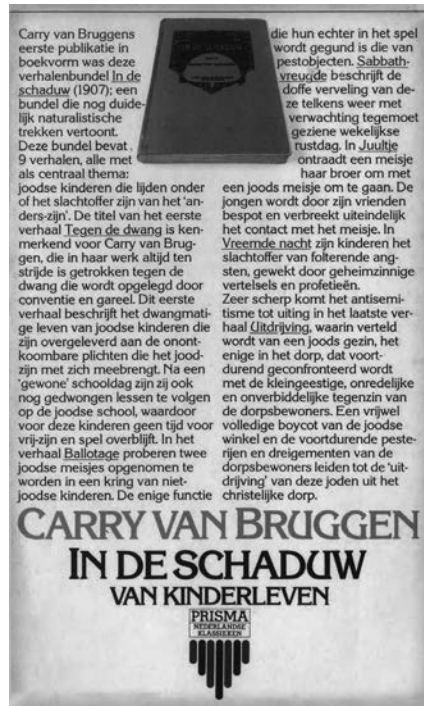 Carry van Bruggens
eerste publikatie in
boekvorm was deze
verhalenbundel In de
schaduw (1907); een
bundel die nog duide-
lijk naturalistische
trekken vertoont.
Deze bundel bevat
9 verhalen, alle met
als centraal thema:
joodse kinderen die lijden onder
of het slachtoffer zijn van het 'an-
ders-zijn'. De titel van het eerste
verhaal Tegen de dwang is ken-
merkend voor Carry van Brug-
gen, die in haar werk altijd ten
strijde is getrokken tegen de
dwang die wordt opgelegd door
conventie en gareel. Dit eerste
verhaal beschrijft het dwangmati-
ge leven van joodse kinderen die
zijn overgeleverd aan de onont-
koombare plichten die het jood-
zijn met zich meebrengt. Na een
'gewone' schooldag zijn zij ook
nog gedwongen lessen te volgen
op de joodse school, waardoor
voor deze kinderen geen tijd voor
vrij-zijn en spel overblijft. In het
verhaal Ballotage proberen twee
joodse meisjes opgenomen te
worden in een kring van niet-
joodse kinderen. De enige functie
die hun echter in het spel
wordt gegund is die van
pestobjecten. Sabbath-
vreugde beschrijft de
doffe verveling van de-
ze telkens weer met
verwachting tegemoet
geziene wekelijkse
rustdag. In Juultje
ontraadt een meisje
haar broer om met
een joods meisje om te gaan. De
jongen wordt door zijn vrienden
bespot en verbreekt uiteindelijk
het contact met het meisje. In
Vreemde nacht zijn kinderen het
slachtoffer van folterende ang-
sten, gewekt door geheimzinnige
vertelsels en profetieën.
Zeer scherp komt het antisemi-
tisme tot uiting in het laatste ver-
haal Uitdrijving, waarin verteld
wordt van een joods gezin, het
enige in het dorp, dat voort-
durend geconfronteerd wordt
met de kleingeestige, onredelijke
en onverbiddelijke tegenzin van
de dorpsbewoners. Een vrijwel
volledige boycot van de joodse
winkel en de voortdurende peste-
rijen en dreigementen van de
dorpsbewoners leiden tot de 'uit-
drijving' van deze joden uit het
christelijke dorp.
CARRY VAN BRUGGEN
IN DE SCHADUW
VAN KINDERLEVEN
PRISMA
NEDERLANDSE
KLASSIEKEN